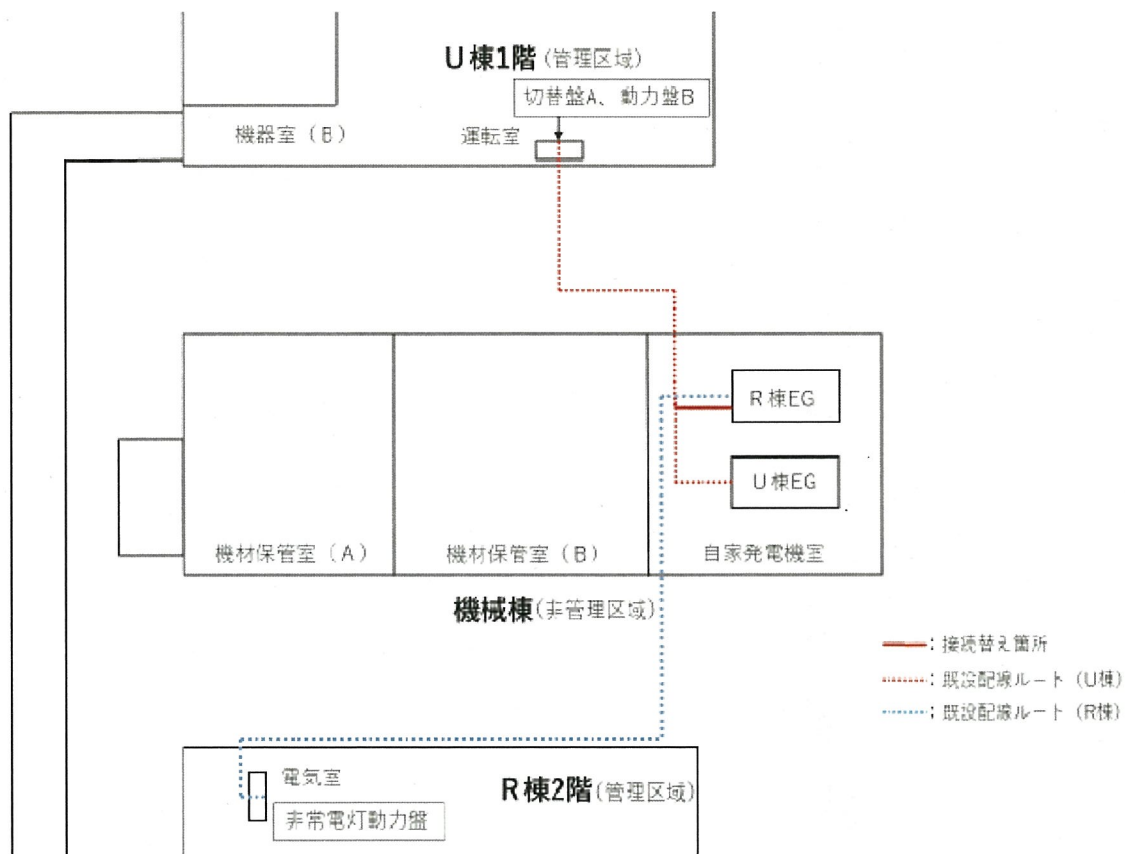 U棟1階(管理区域)
切替盤A、動力盤B
機器室(B)
運転室
R棟EG
U棟EG
機材保管室(A)
機材保管室(B)
自家発電機室
機械棟(非管理区域)
:接続替え箇所
:既設配線ルート(U棟)
:既設配線ルート(R棟)
電気室
R棟2階(管理区域)
非常電灯動力盤